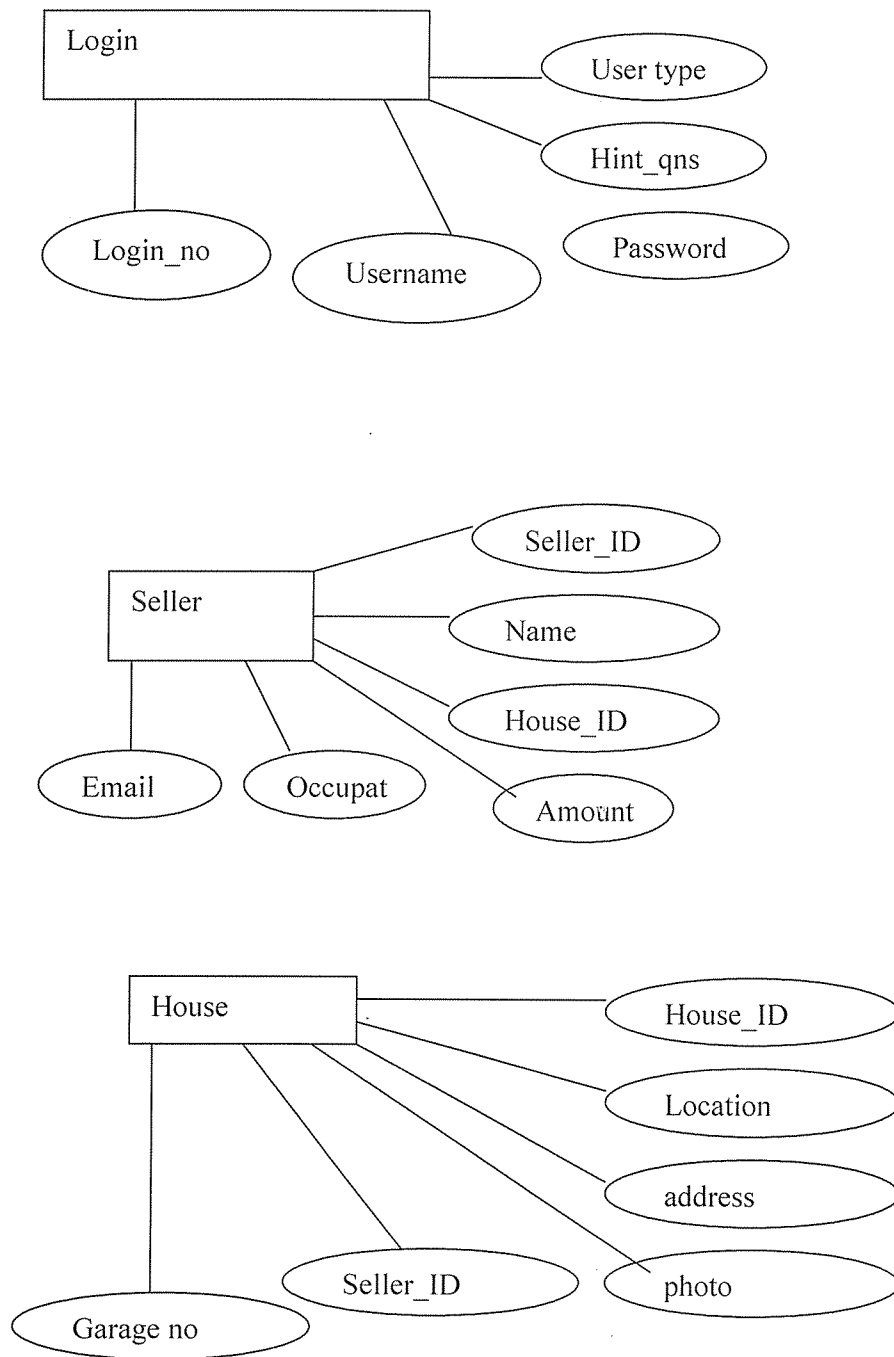 Login
User type
Hint_qns
Password
Login_no
Username
Seller_ID
Seller
Name
House_ID
Email
Occupat
Amount
House
House_ID
Location
address
Seller_ID
photo
Garage no